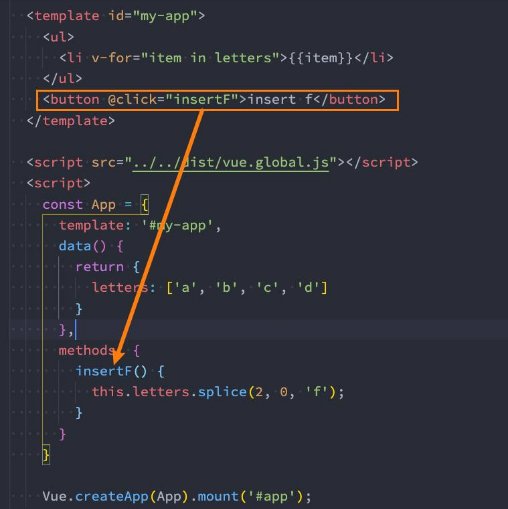 <template id="my-app">
<ul>
<li v-for="item in letters">{{item}}</li>
</ul>
<button @click="insertF">insert f</button>
</template>
<script src="../../dist/vue.global.js"></script>
<script>
const App = {
template: '#my-app',
data() {
return {
letters: ['a', 'b', 'c', 'd']
}
},
methods: {
insertF() {
this.letters.splice(2, 0, 'f');
}
}
}
Vue.createApp(App).mount('#app');